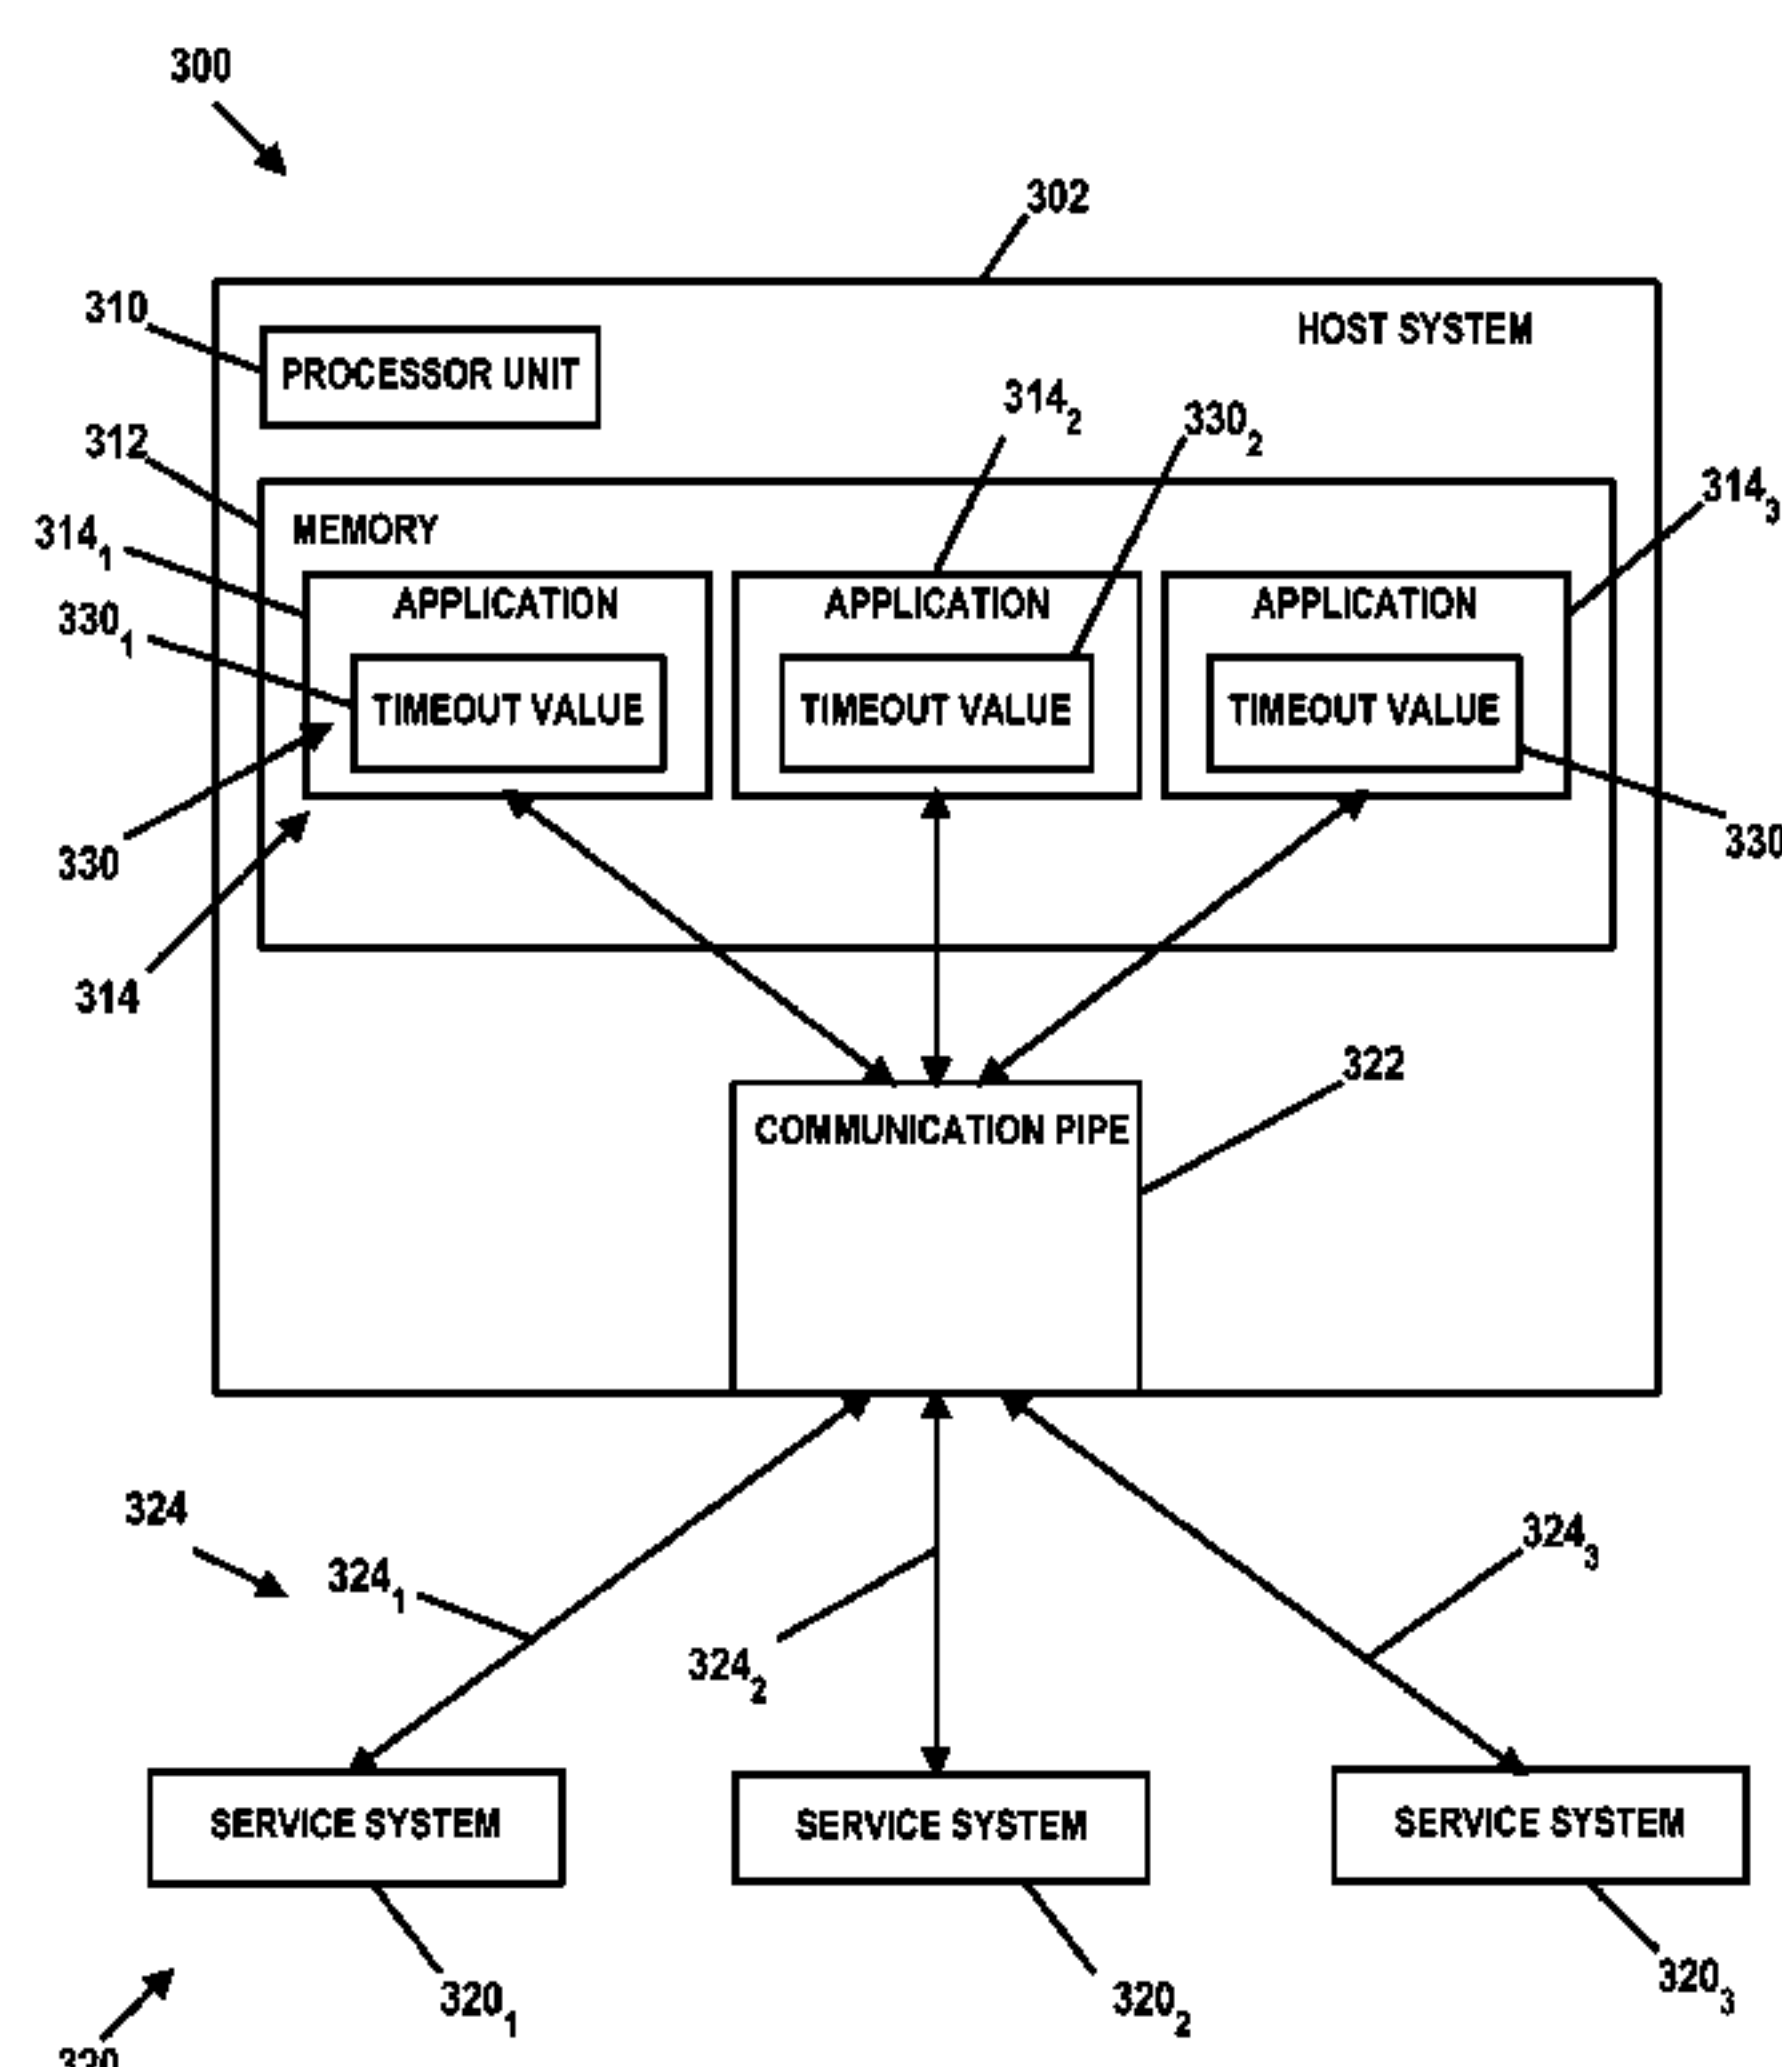 300
302
310
HOST SYSTEM
PROCESSOR UNIT
314₂
330₂
312
314₃
MEMORY
314₁
APPLICATION
APPLICATION
APPLICATION
330₁
TIMEOUT VALUE
TIMEOUT VALUE
TIMEOUT VALUE
330
330
314
322
COMMUNICATION PIPE
324
324₁
324₃
324₂
SERVICE SYSTEM
SERVICE SYSTEM
SERVICE SYSTEM
320₁
320₂
320₃